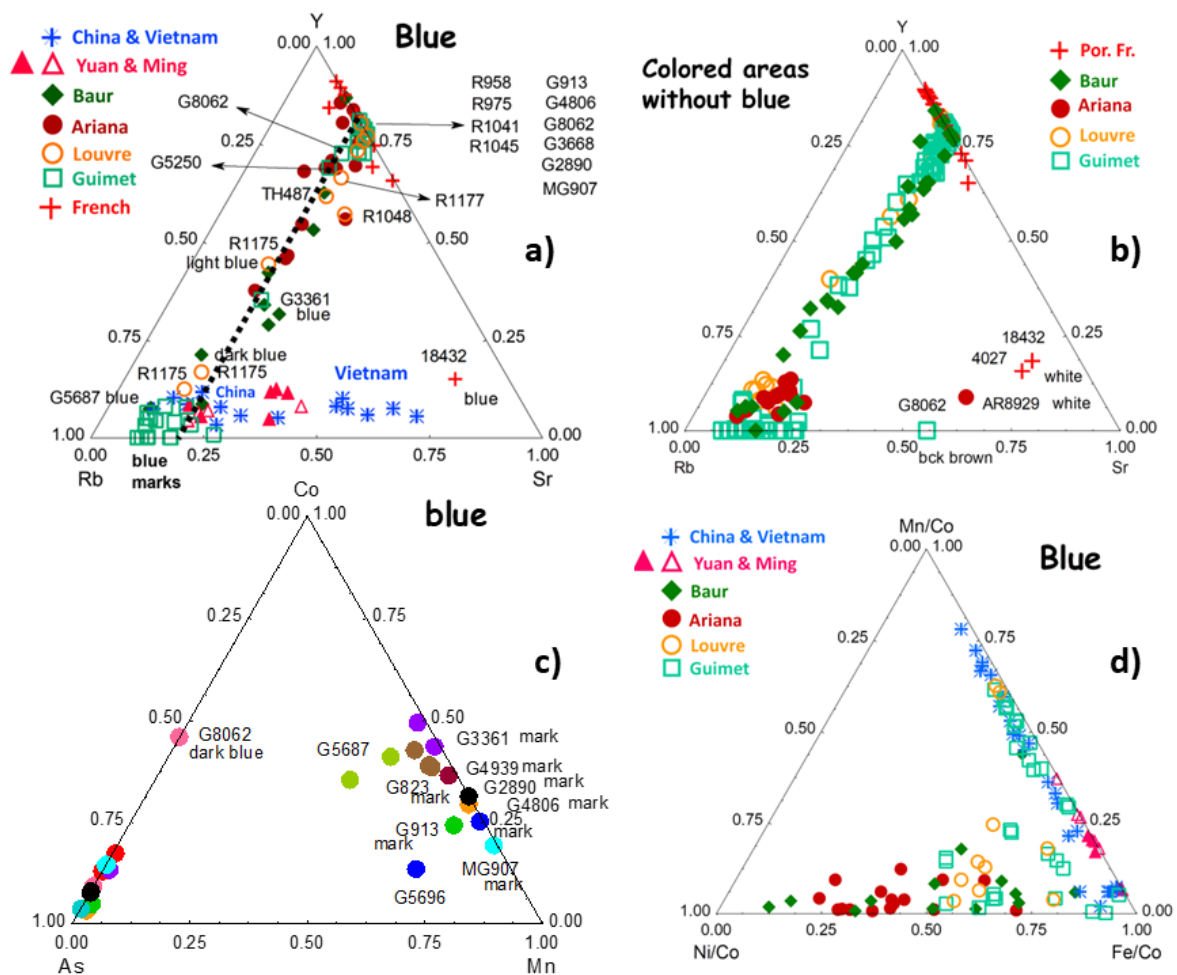 Y
0.00 1.00
Blue
China & Vietnam
Yuan & Ming
Baur
Ariana
Louvre
Guimet
French
G8062
G5250
0.25
0.75
R958 G913
R975 G4806
R1041 G8062
R1045 G3668
G2890
MG907
TH487
R1177
R1048
0.50
0.50
R1175
light blue
a)
G3361
blue
0.75
0.25
dark blue
R1175
R1175
China
Vietnam
18432
blue
G5687 blue
1.00
0.00
0.00
0.25
0.50
0.75
1.00
Rb
blue
marks
Sr
Y
0.00 1.00
Colored areas
without blue
Por. Fr.
Baur
Ariana
Louvre
Guimet
0.25
0.75
0.50
0.50
b)
0.75
0.25
18432
4027
white
G8062
AR8929
white
1.00
0.00
0.00
0.25
0.50
0.75
1.00
Rb
bck brown
Sr
Co
0.00 1.00
blue
0.25
0.75
c)
0.50
0.50
G8062
dark blue
G5687
G3361 mark
G4939 mark
G823
mark
G2890 mark
G4806 mark
0.75
0.25
G913
mark
mark
MG907
mark
G5696
1.00
0.00
0.00
0.25
0.50
0.75
1.00
As
Mn
Mn/Co
0.00 1.00
Blue
China & Vietnam
Yuan & Ming
Baur
Ariana
Louvre
Guimet
0.25
0.75
d)
0.50
0.50
0.75
0.25
1.00
0.00
0.00
0.25
0.50
0.75
1.00
Ni/Co
Fe/Co